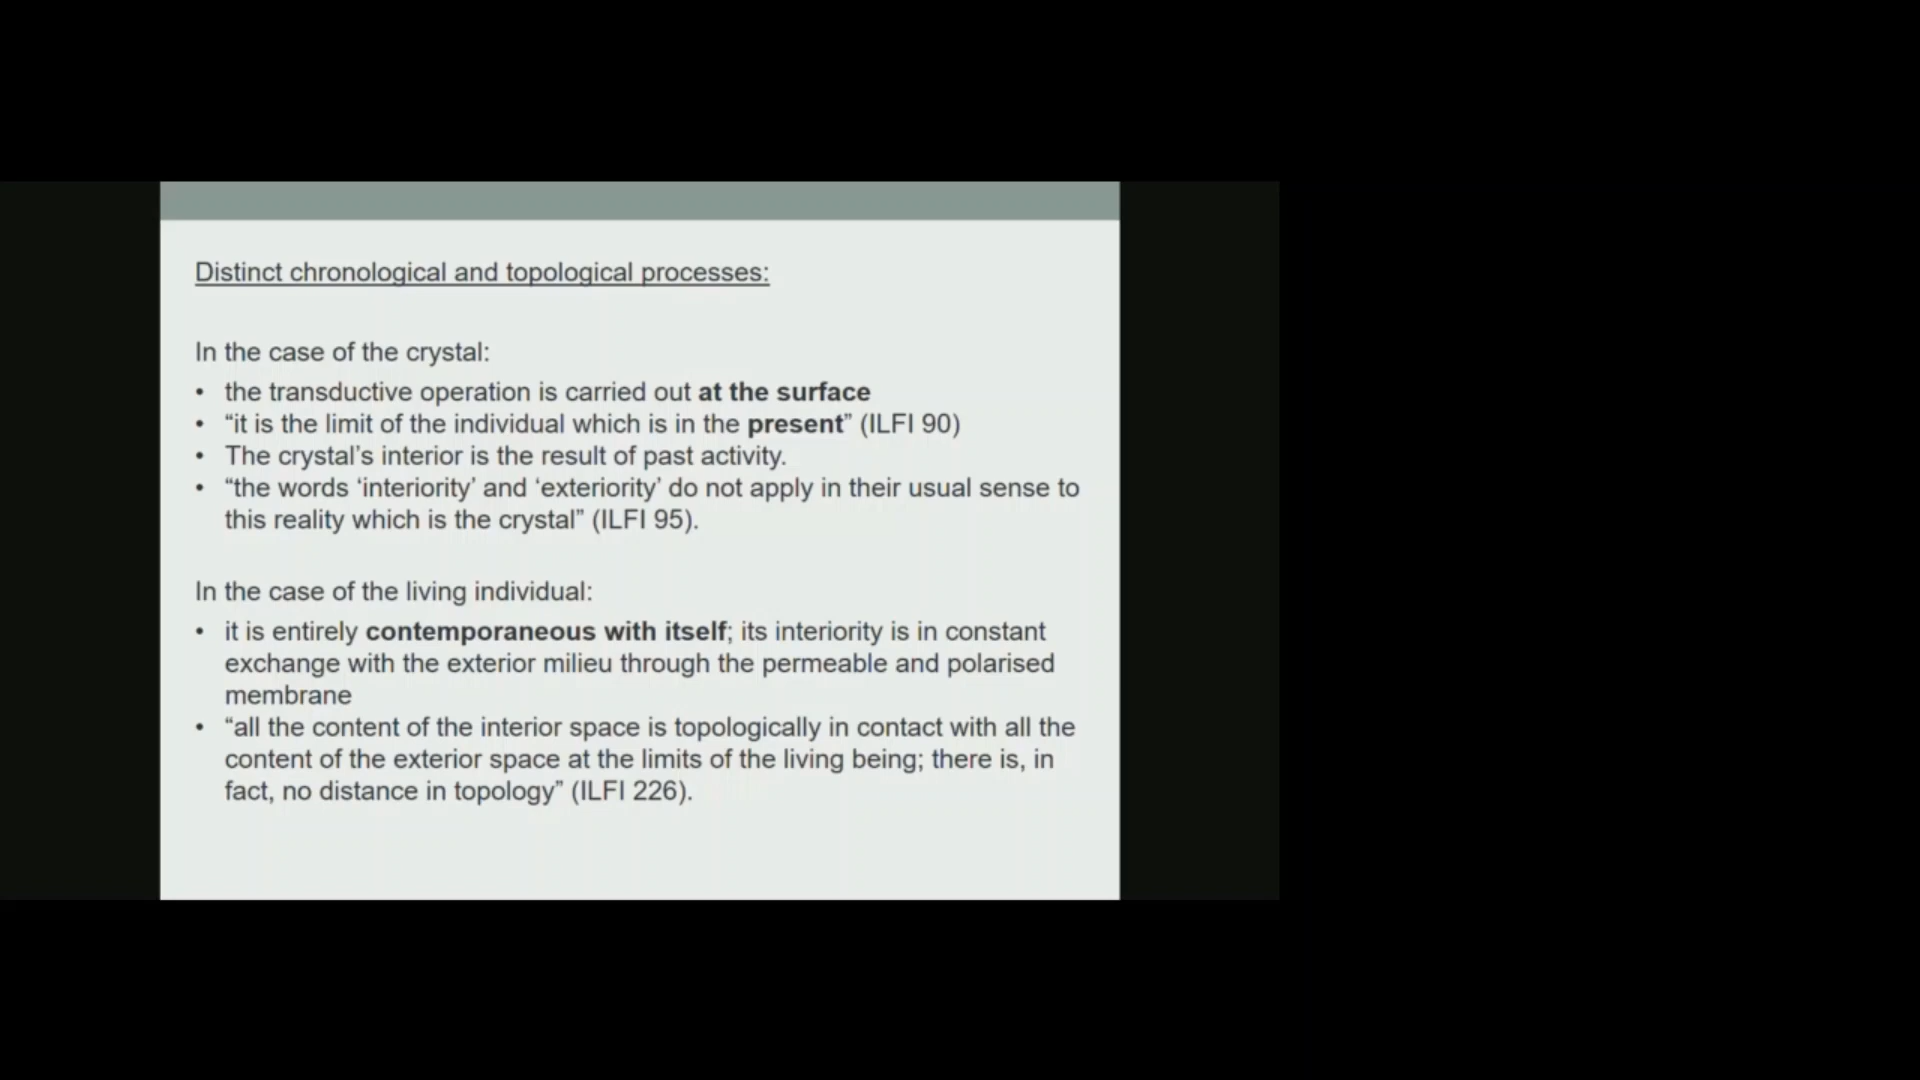 Distinct chronological and topological processes:
In the case of the crystal:
• the transductive operation is carried out at the surface
• “it is the limit of the individual which is in the present” (ILFI 90)
• The crystal’s interior is the result of past activity.
• “the words ‘interiority’ and ‘exteriority’ do not apply in their usual sense to
this reality which is the crystal” (ILFI 95).
In the case of the living individual:
• it is entirely contemporaneous with itself; its interiority is in constant
exchange with the exterior milieu through the permeable and polarised
membrane
• “all the content of the interior space is topologically in contact with all the
content of the exterior space at the limits of the living being; there is, in
fact, no distance in topology” (ILFI 226).